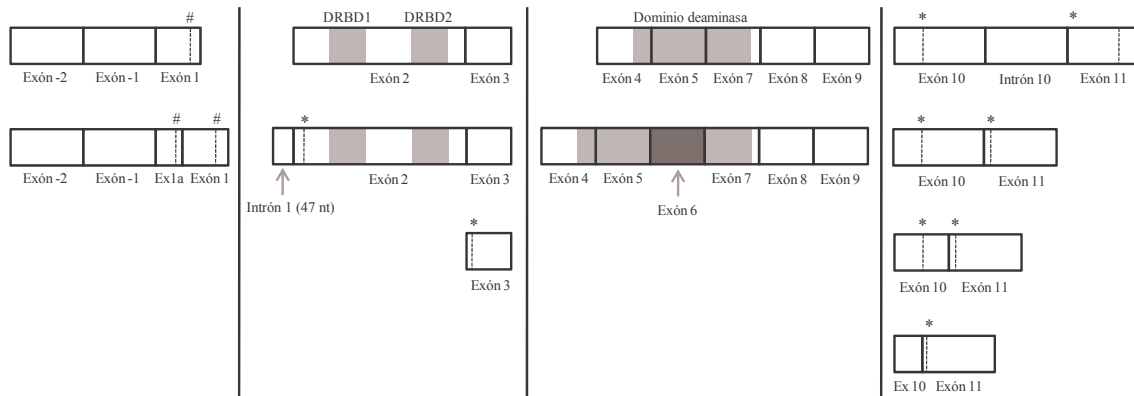 #
Exón -2 Exón -1 Exón 1
# #
Exón -2 Exón -1 Ex1a Exón 1
DRBD1 DRBD2
Exón 2 Exón 3
*
Exón 2 Exón 3
Intrón 1 (47 nt)
*
Exón 3
Dominio deaminasa
Exón 4 Exón 5 Exón 7 Exón 8 Exón 9
Exón 4 Exón 5 Exón 7 Exón 8 Exón 9
Exón 6
* *
Exón 10 Intrón 10 Exón 11
* *
Exón 10 Exón 11
* *
Exón 10 Exón 11
*
Ex 10 Exón 11